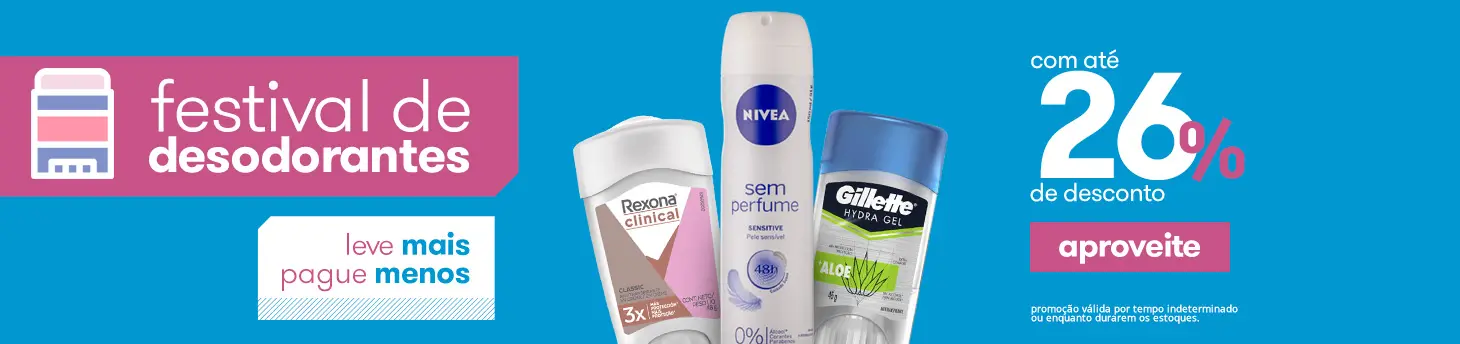 festival de
desodorantes
leve mais
pague menos
Rexona
clinical
CLASSIC
3x
NIVEA
sem
perfume
SENSITIVE
Pele sensível
48h
0%
Gillette
HYDRA GEL
+ALOE
45g
com até
26%
de desconto
aproveite
promoção válida por tempo indeterminado
ou enquanto durarem os estoques.